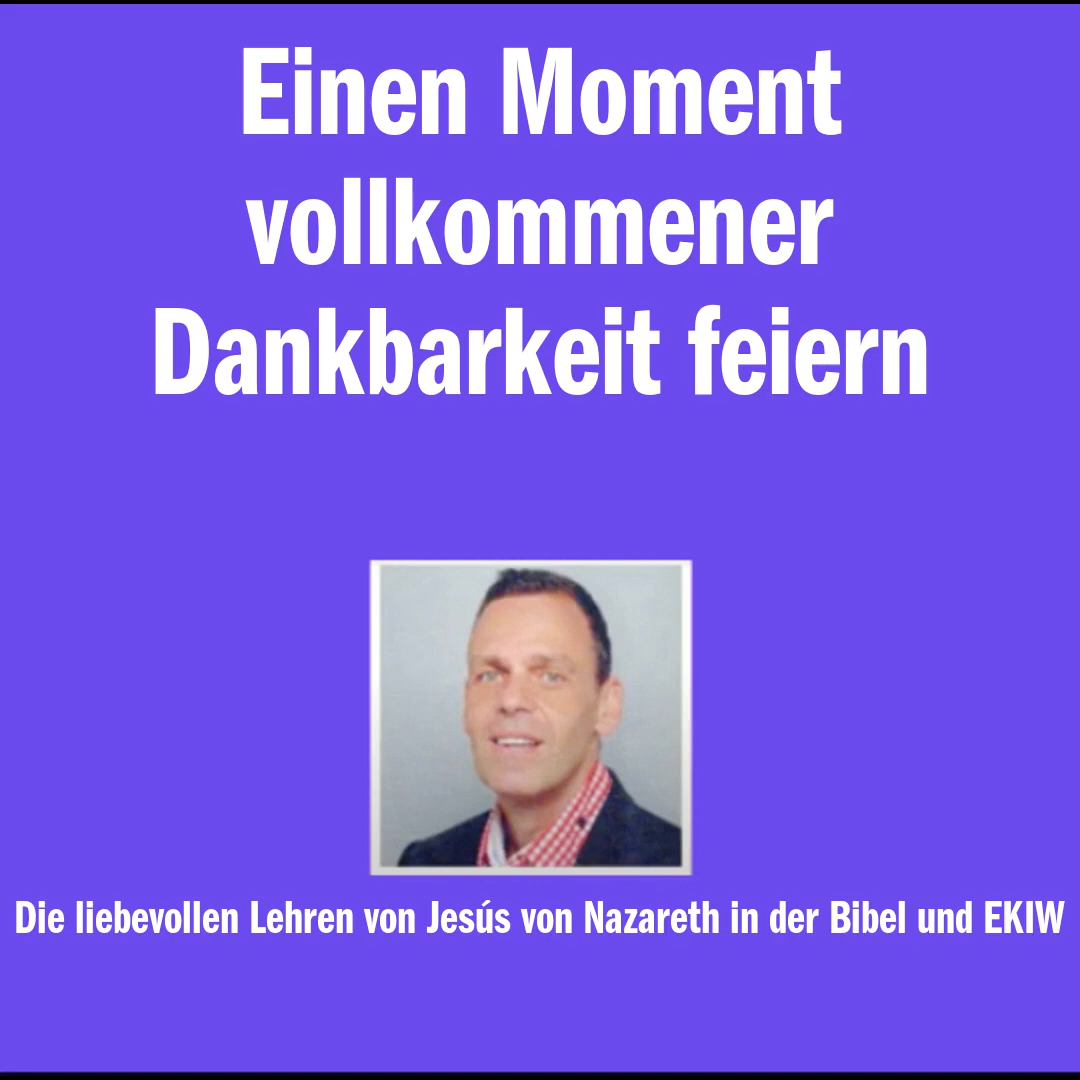 Einen Moment
vollkommener
Dankbarkeit feiern
Die liebevollen Lehren von Jesús von Nazareth in der Bibel und EKIW